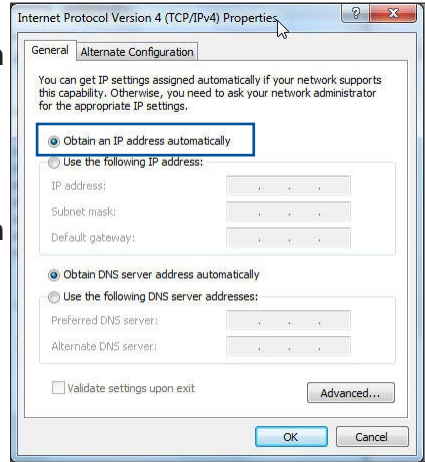 Internet Protocol Version 4 (TCP/IPv4) Properties
General
Alternate Configuration
You can get IP settings assigned automatically if your network supports
this capability. Otherwise, you need to ask your network administrator
for the appropriate IP settings.
Obtain an IP address automatically
Use the following IP address:
IP address:
Subnet mask:
Default gateway:
Obtain DNS server address automatically
Use the following DNS server addresses:
Preferred DNS server:
Alternate DNS server:
Validate settings upon exit
Advanced...
OK
Cancel